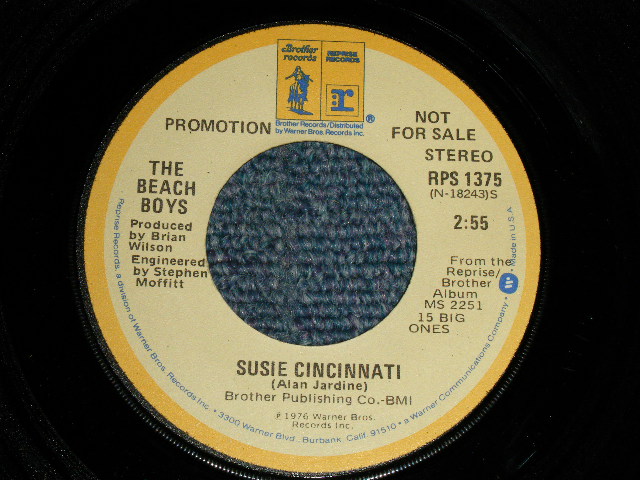 Brother
records
REPRISE
RECORDS
r
®
Brother Records/Distributed
by Warner Bros. Records Inc.
PROMOTION
NOT
FOR SALE
STEREO
RPS 1375
(N-18243)S
2:55
THE
BEACH
BOYS
Produced
by Brian
Wilson
Engineered
by Stephen
Moffitt
From the
Reprise/
Brother
Album
MS 2251
15 BIG
ONES
SUSIE CINCINNATI
(Alan Jardine)
Brother Publishing Co.-BMI
℗ 1976 Warner Bros.
Records Inc.
Reprise Records, a division of Warner Bros. Records Inc. • 3300 Warner Blvd., Burbank, Calif. 91510 • a Warner Communications Company • W • Made in U.S.A.